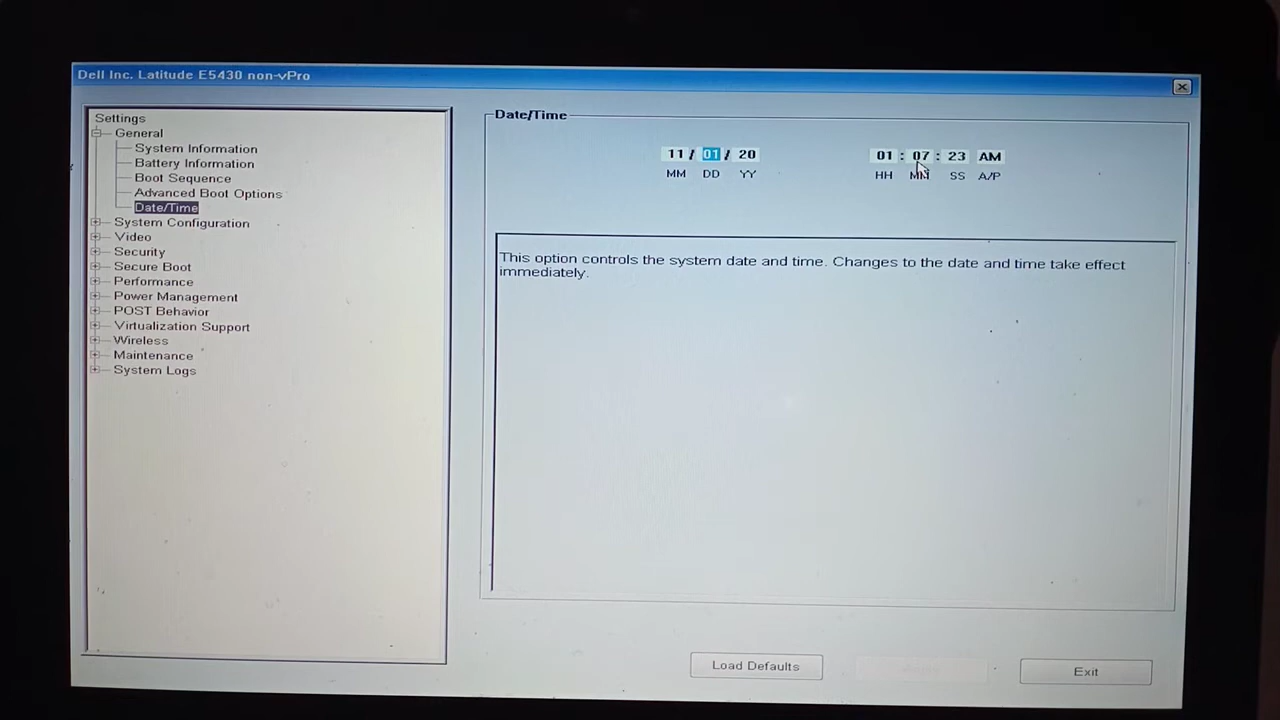 Dell Inc. Latitude E5430 non-vPro
Settings
General
System Information
Battery Information
Boot Sequence
Advanced Boot Options
Date/Time
System Configuration
Video
Security
Secure Boot
Performance
Power Management
POST Behavior
Virtualization Support
Wireless
Maintenance
System Logs
Date/Time
11 / 01 / 20
MM DD YY
01 : 07 : 23 AM
HH MM SS A/P
This option controls the system date and time. Changes to the date and time take effect
immediately.
Load Defaults
Exit